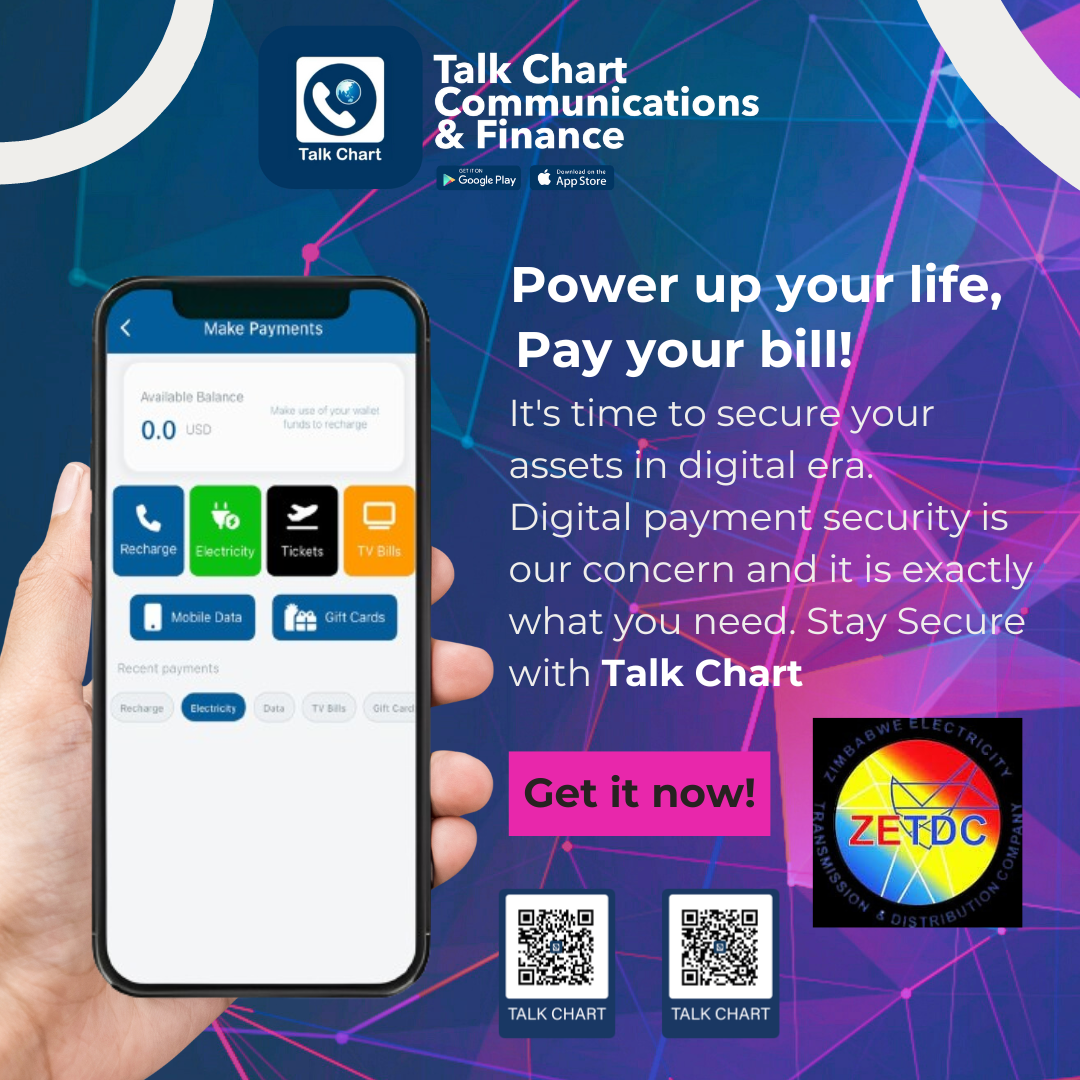 Talk Chart
Talk Chart
Communications
& Finance
GET IT ON
Google Play
Download on the
App Store
Power up your life,
Pay your bill!
It's time to secure your
assets in digital era.
Digital payment security is
our concern and it is exactly
what you need. Stay Secure
with Talk Chart
Make Payments
Available Balance
0.0 USD
Make use of your wallet
funds to recharge
Recharge
Electricity
Tickets
TV Bills
Mobile Data
Gift Cards
Recent payments
Recharge
Electricity
Data
TV Bills
Gift Card
Get it now!
ZIMBABWE ELECTRICITY
ZETDC
TRANSMISSION & DISTRIBUTION COMPANY
TALK CHART
TALK CHART